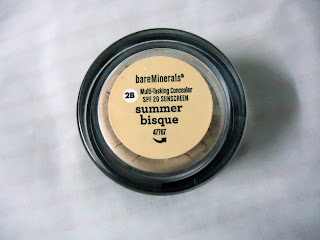 bareMinerals®
2B
Multi-Tasking Concealer
SPF 20 SUNSCREEN
summer
bisque
47767